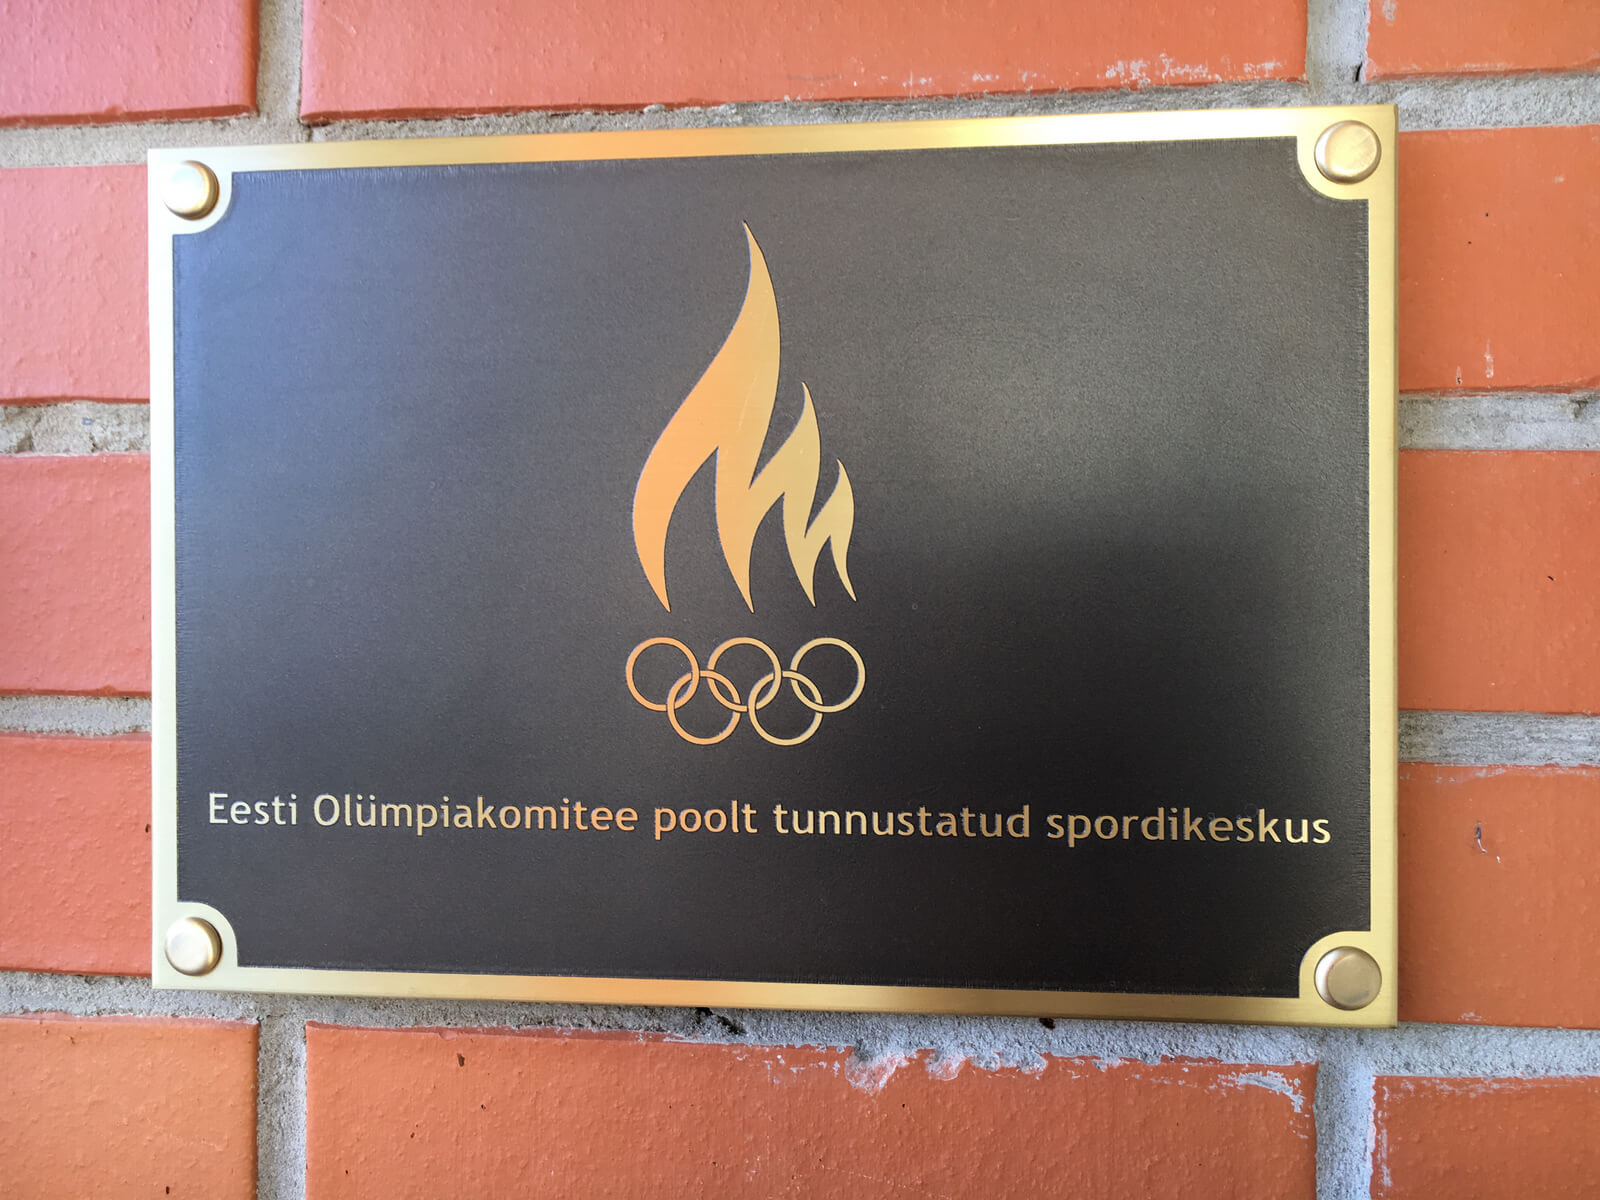 Eesti Olümpiakomitee poolt tunnustatud spordikeskus